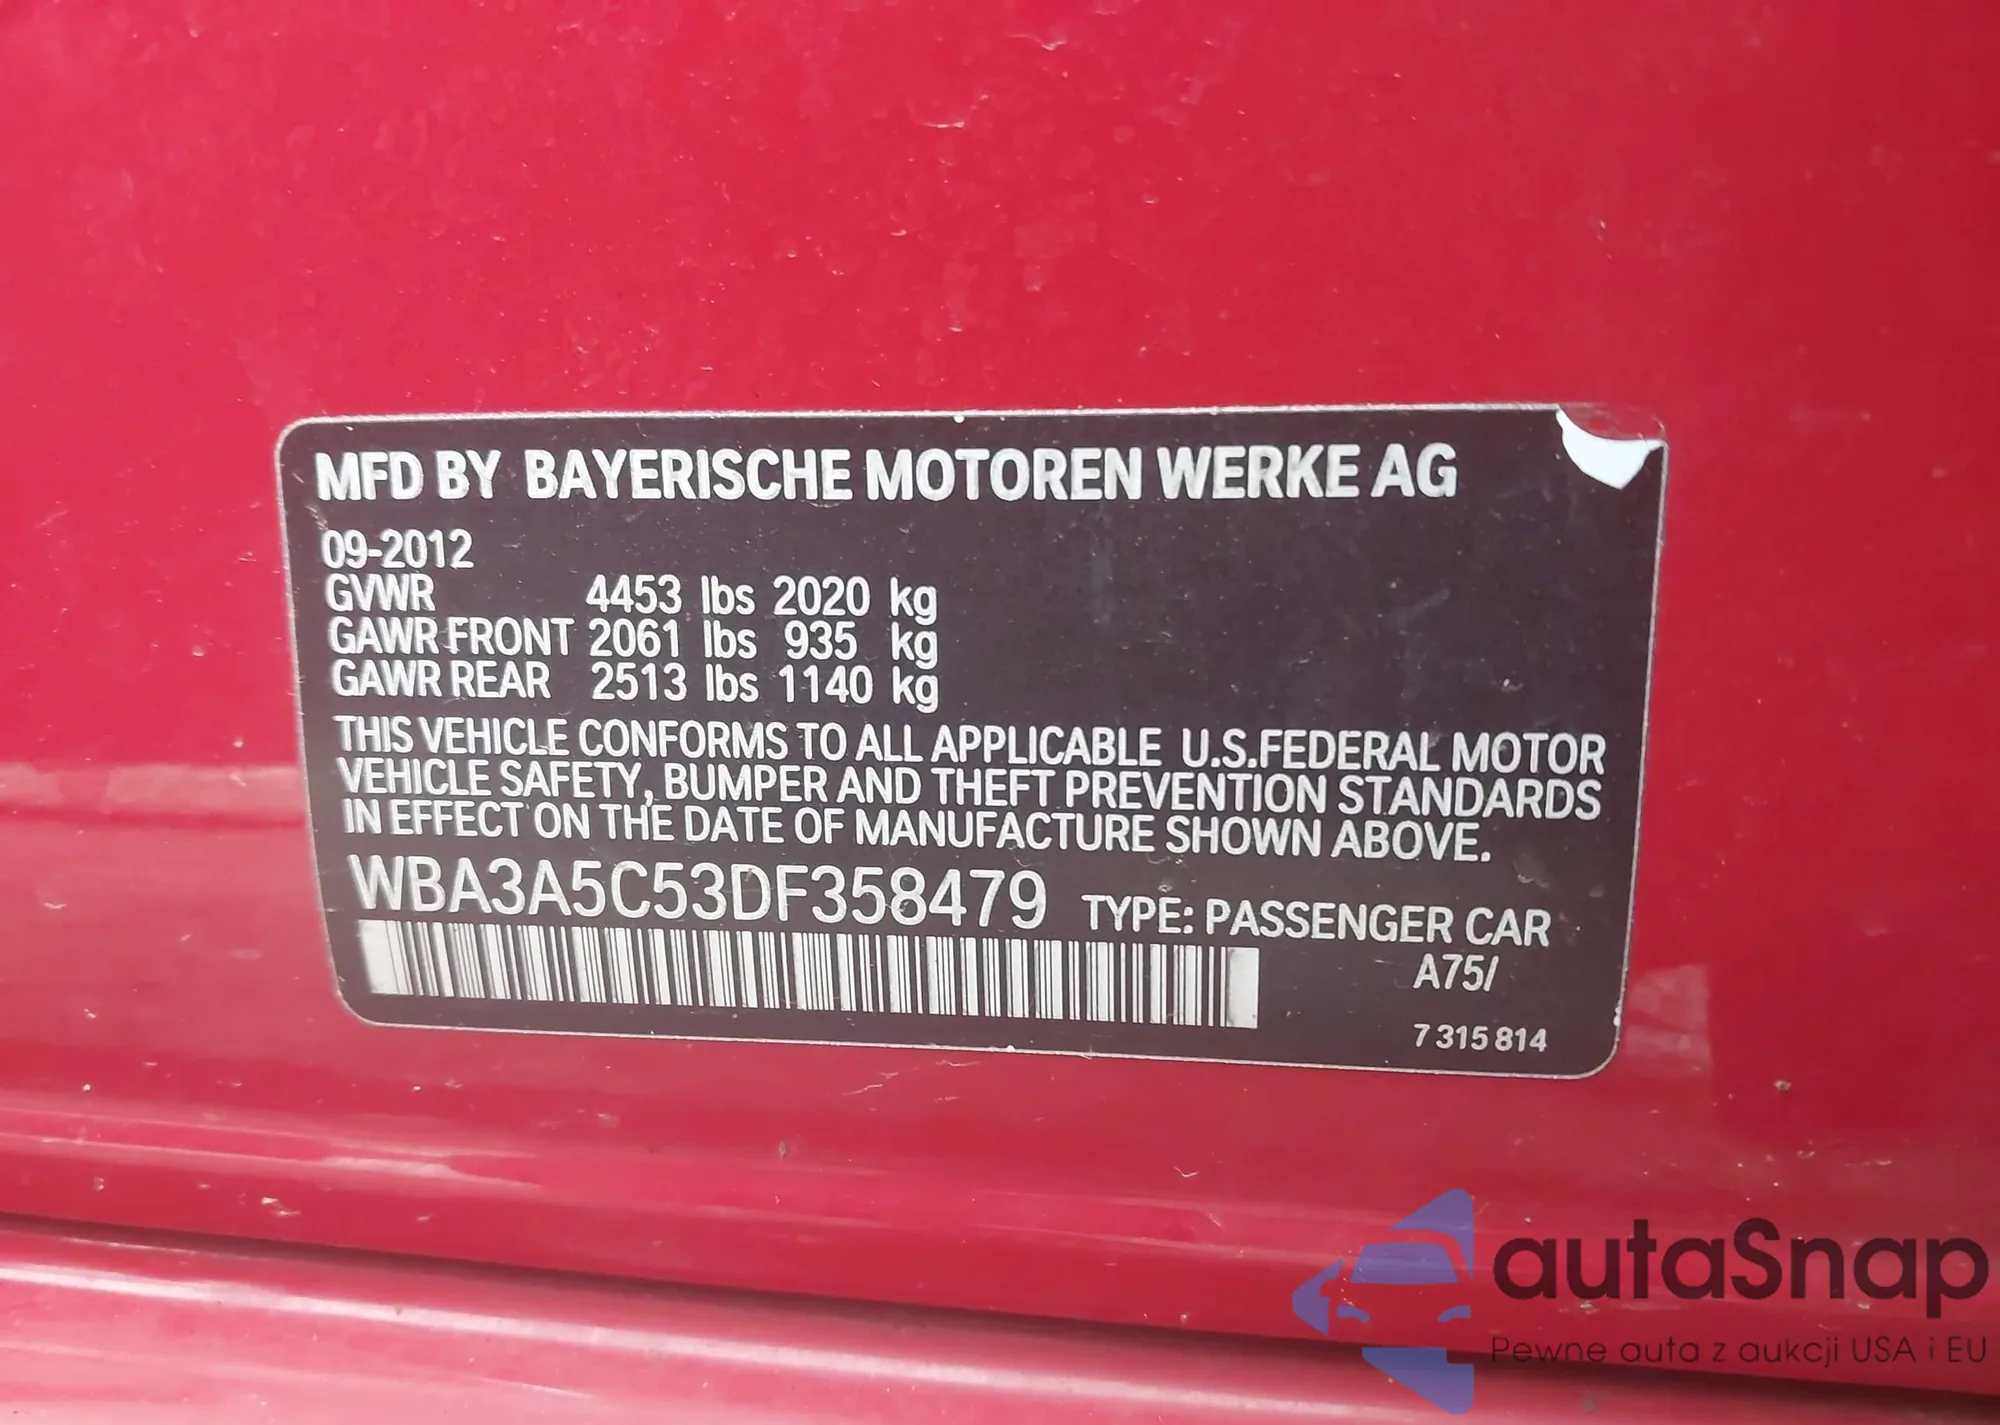 MFD BY BAYERISCHE MOTOREN WERKE AG
09-2012
GVWR 4453 lbs 2020 kg
GAWR FRONT 2061 lbs 935 kg
GAWR REAR 2513 lbs 1140 kg
THIS VEHICLE CONFORMS TO ALL APPLICABLE U.S.FEDERAL MOTOR
VEHICLE SAFETY, BUMPER AND THEFT PREVENTION STANDARDS
IN EFFECT ON THE DATE OF MANUFACTURE SHOWN ABOVE.
WBA3A5C53DF358479 TYPE: PASSENGER CAR
A75/
7 315 814
autaSnap
Pewne auta z aukcji USA i EU